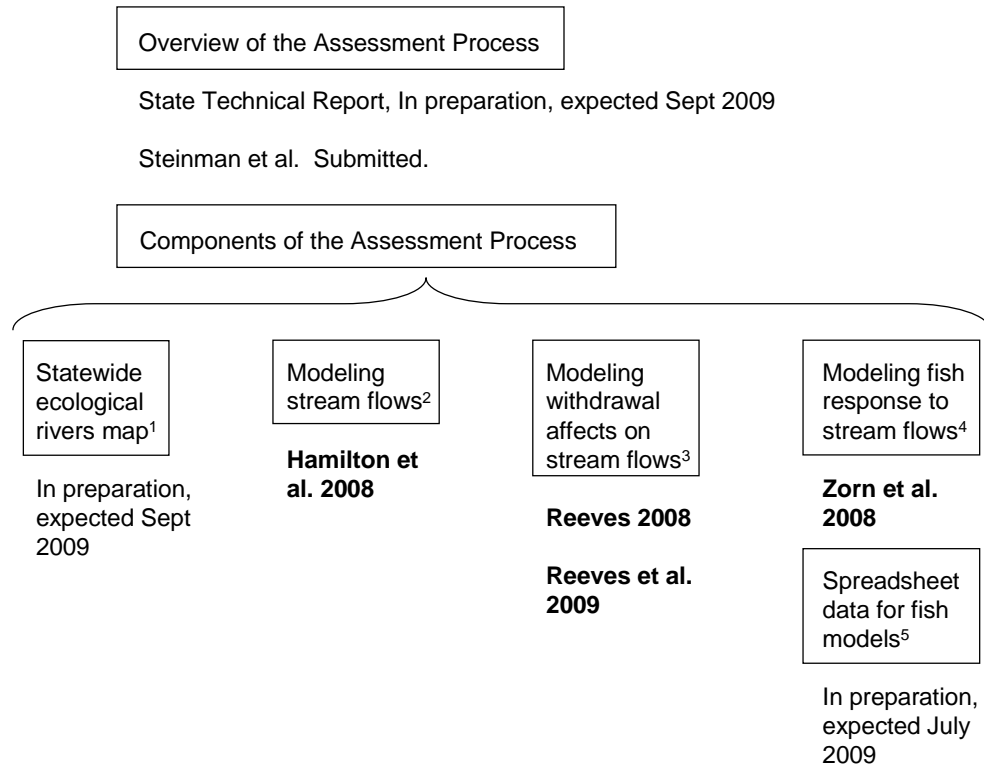 Overview of the Assessment Process
State Technical Report, In preparation, expected Sept 2009
Steinman et al.  Submitted.
Components of the Assessment Process
Statewide
ecological
rivers map¹
In preparation,
expected Sept
2009
Modeling
stream flows²
Hamilton et
al. 2008
Modeling
withdrawal
affects on
stream flows³
Reeves 2008
Reeves et al.
2009
Modeling fish
response to
stream flows⁴
Zorn et al.
2008
Spreadsheet
data for fish
models⁵
In preparation,
expected July
2009